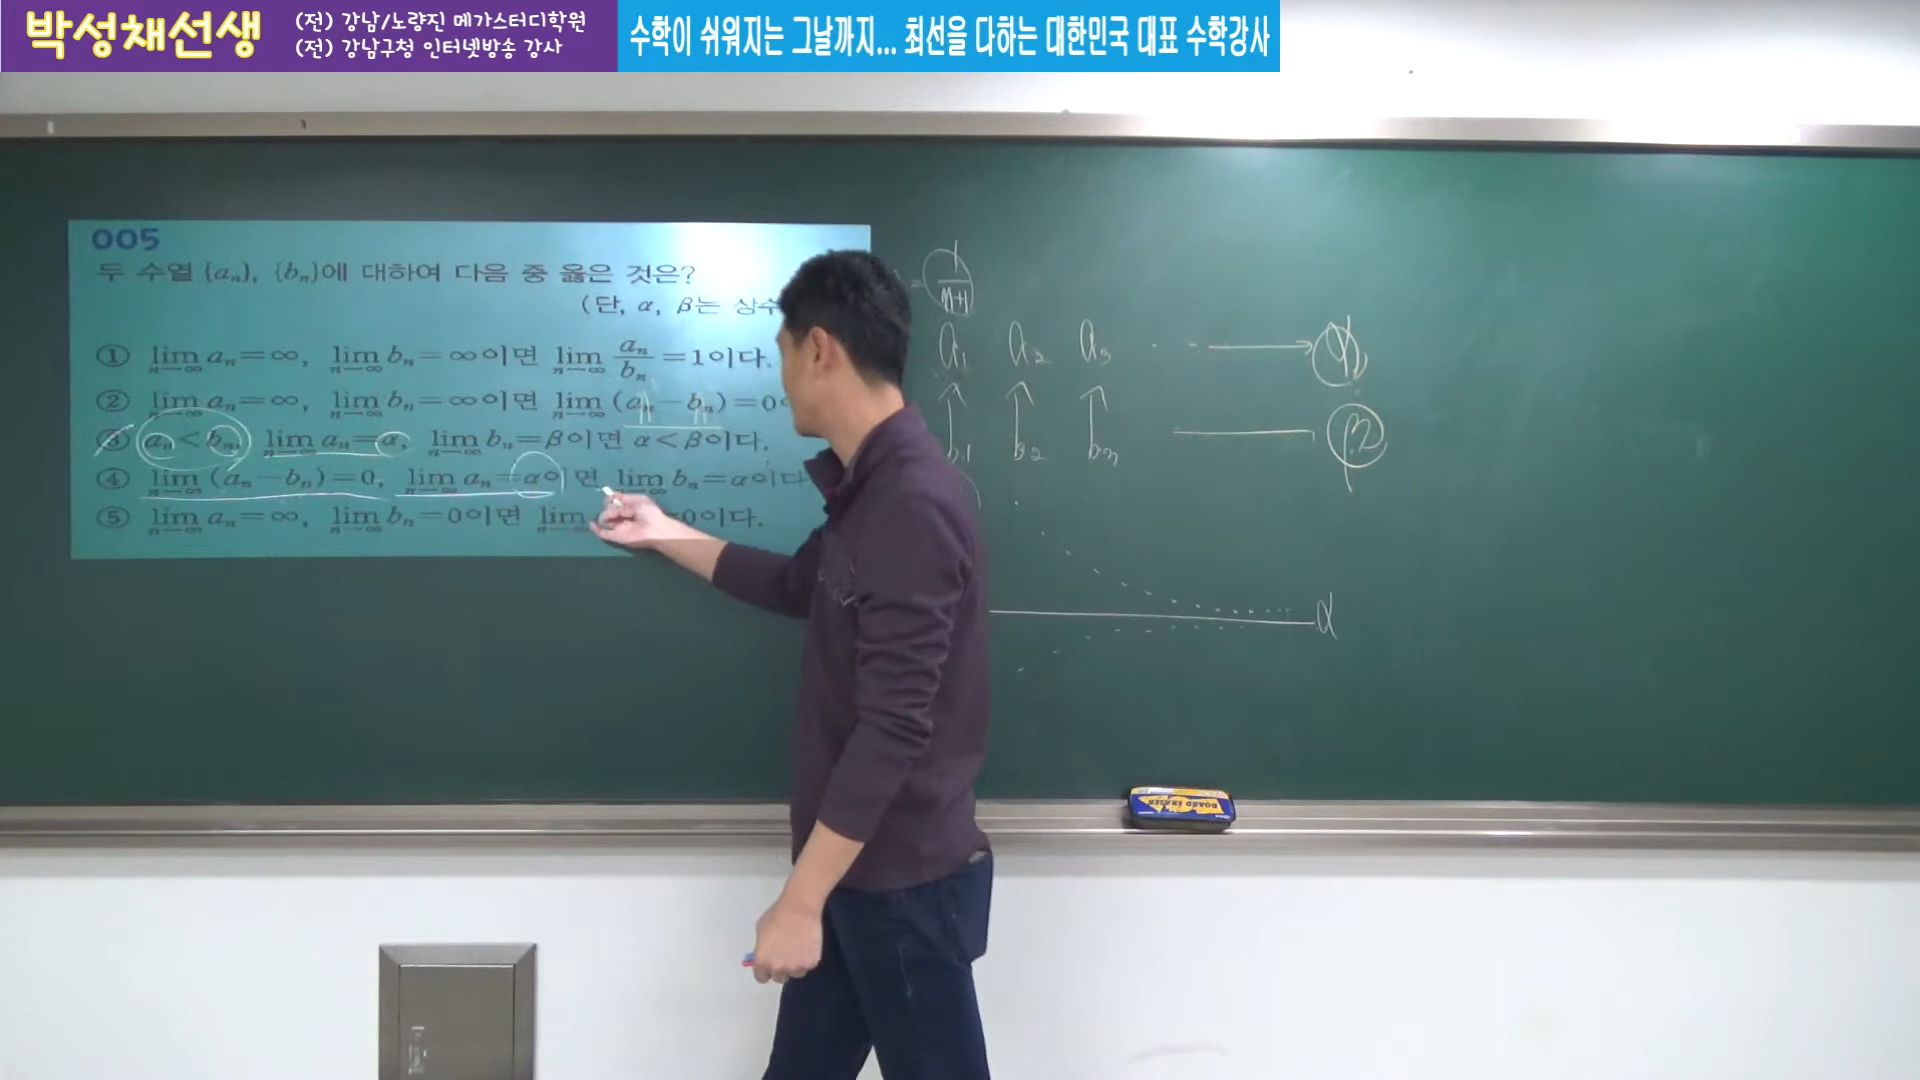 박성채선생
(전) 강남/노량진 메가스터디학원
(전) 강남구청 인터넷방송 강사
수학이 쉬워지는 그날까지... 최선을 다하는 대한민국 대표 수학강사
005
두 수열 {aₙ}, {bₙ}에 대하여 다음 중 옳은 것은?
(단, α, β는 상수
① lim n→∞ aₙ=∞, lim n→∞ bₙ=∞이면 lim n→∞ aₙ/bₙ=1이다.
② lim n→∞ aₙ=∞, lim n→∞ bₙ=∞이면 lim n→∞ (aₙ-bₙ)=0
③ aₙ<bₙ, lim n→∞ aₙ=α, lim n→∞ bₙ=β이면 α<β이다.
④ lim n→∞ (aₙ-bₙ)=0, lim n→∞ aₙ=α이면 lim n→∞ bₙ=α이다
⑤ lim n→∞ aₙ=∞, lim n→∞ bₙ=0이면 lim =0이다.
= 1/(n+1)
a₁ a₂ a₃ ⋯ → α
b₁ b₂ bₙ β
α
BOARD ERASER